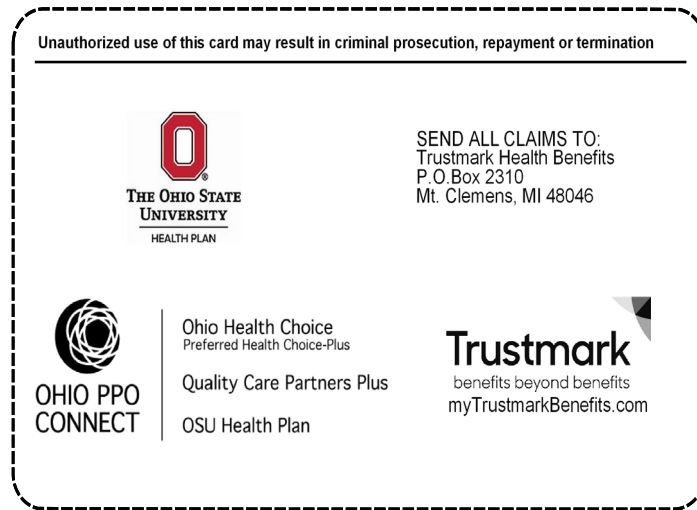 Unauthorized use of this card may result in criminal prosecution, repayment or termination
O®
THE OHIO STATE
UNIVERSITY
HEALTH PLAN
SEND ALL CLAIMS TO:
Trustmark Health Benefits
P.O.Box 2310
Mt. Clemens, MI 48046
OHIO PPO
CONNECT
Ohio Health Choice
Preferred Health Choice-Plus
Quality Care Partners Plus
OSU Health Plan
Trustmark
benefits beyond benefits
myTrustmarkBenefits.com